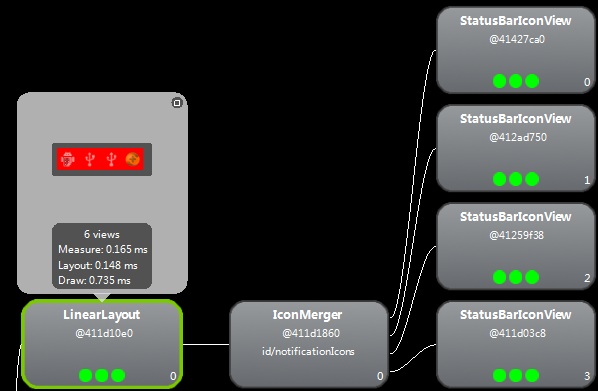 StatusBarIconView
@41427ca0
0
StatusBarIconView
@412ad750
1
StatusBarIconView
@41259f38
2
StatusBarIconView
@411d03c8
3
6 views
Measure: 0.165 ms
Layout: 0.148 ms
Draw: 0.735 ms
LinearLayout
@411d10e0
0
IconMerger
@411d1860
id/notificationIcons
0